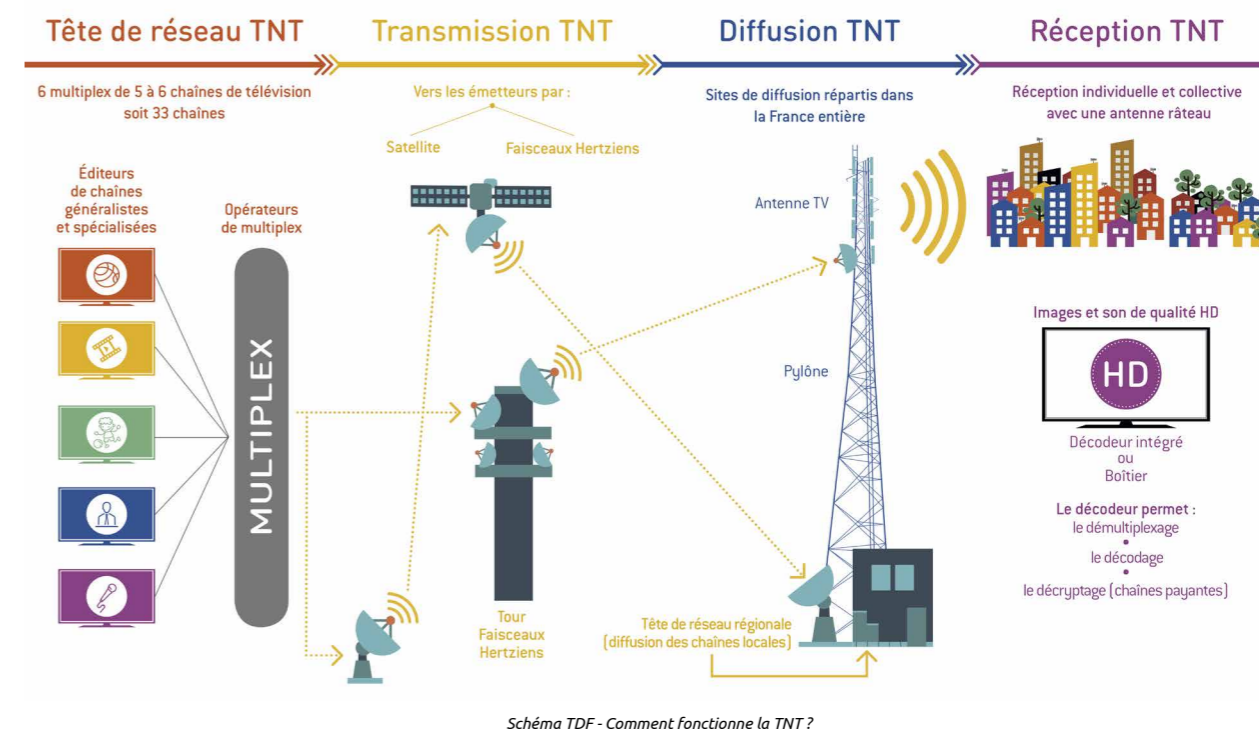 Tête de réseau TNT
Transmission TNT
Diffusion TNT
Réception TNT
6 multiplex de 5 à 6 chaînes de télévision
soit 33 chaînes
Éditeurs
de chaînes
généralistes
et spécialisées
Opérateurs
de multiplex
MULTIPLEX
Vers les émetteurs par :
Satellite
Faisceaux Hertziens
Tour
Faisceaux
Hertziens
Sites de diffusion répartis dans
la France entière
Antenne TV
Pylône
Tête de réseau régionale
(diffusion des chaînes locales)
Réception individuelle et collective
avec une antenne râteau
Images et son de qualité HD
HD
Décodeur intégré
ou
Boîtier
Le décodeur permet :
le démultiplexage
•
le décodage
•
le décryptage (chaînes payantes)
Schéma TDF - Comment fonctionne la TNT ?